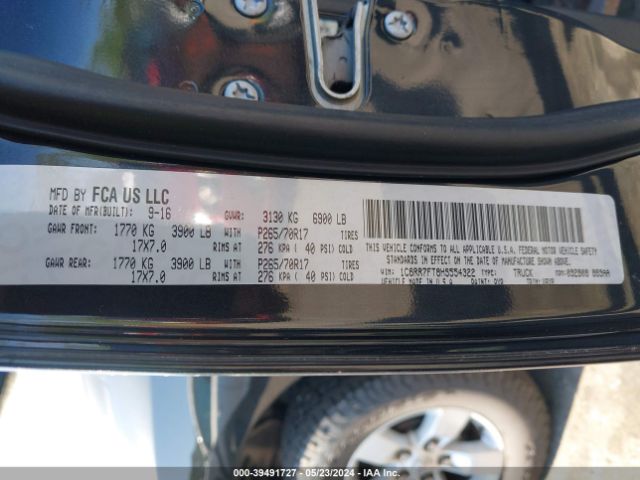 MFD BY FCA US LLC
DATE OF MFR(BUILT): 9-16 GVWR: 3130 KG 6900 LB
GAWR FRONT: 1770 KG 3900 LB WITH P265/70R17 TIRES
17X7.0 RIMS AT 276 KPA ( 40 PSI) COLD
GAWR REAR: 1770 KG 3900 LB WITH P265/70R17 TIRES
17X7.0 RIMS AT 276 KPA ( 40 PSI) COLD
THIS VEHICLE CONFORMS TO ALL APPLICABLE U.S.A. FEDERAL MOTOR VEHICLE SAFETY
STANDARDS IN EFFECT ON THE DATE OF MANUFACTURE SHOWN ABOVE.
VIN: 1C6RR7FT0HS554322 TYPE: TRUCK
VEHICLE MADE IN U.S.A. PAINT:
000-39491727 - 05/23/2024 - IAA Inc.